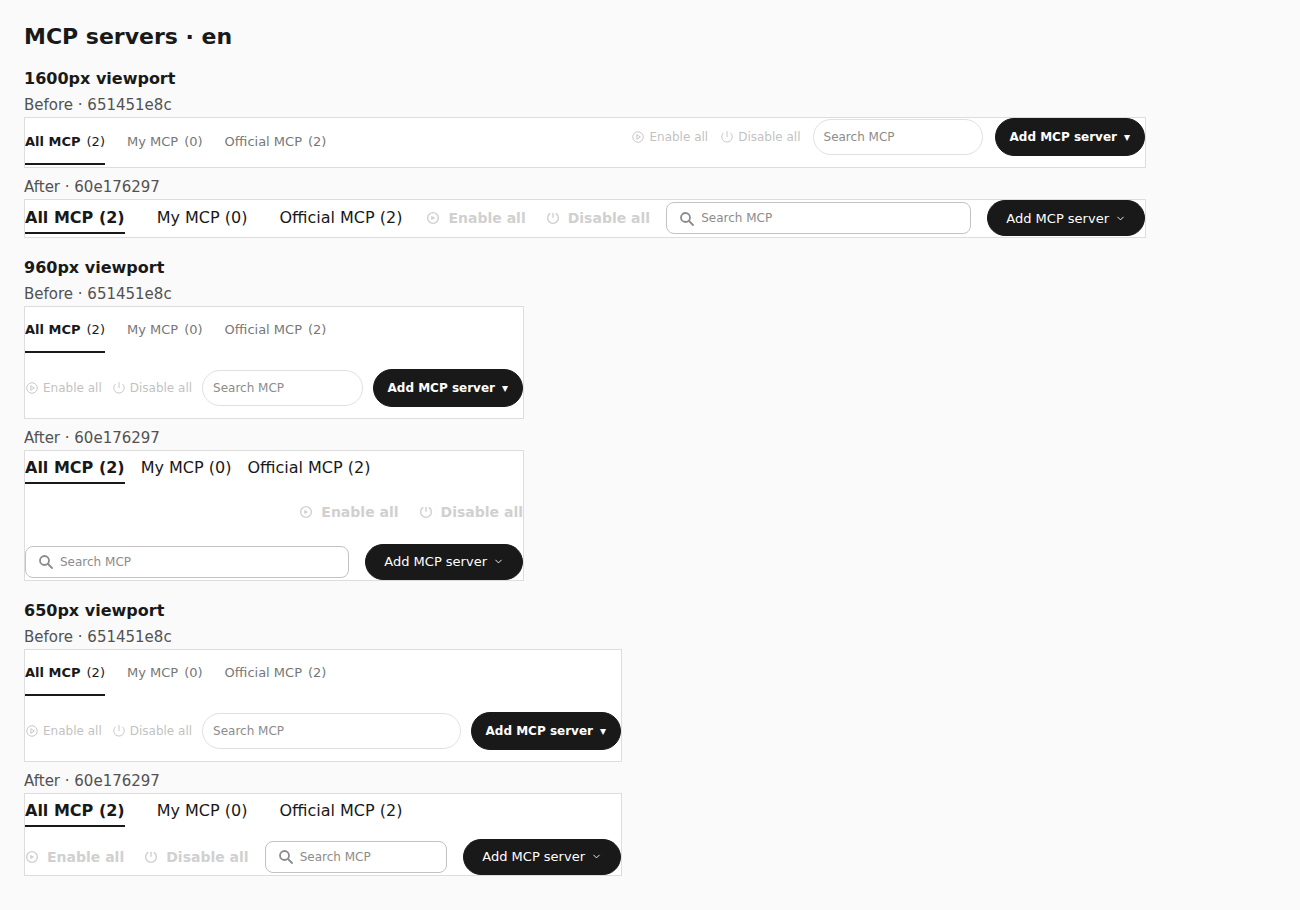 MCP servers · en
1600px viewport
Before · 651451e8c
All MCP (2) My MCP (0) Official MCP (2) Enable all Disable all Search MCP Add MCP server ▾
After · 60e176297
All MCP (2) My MCP (0) Official MCP (2) Enable all Disable all Search MCP Add MCP server
960px viewport
Before · 651451e8c
All MCP (2) My MCP (0) Official MCP (2)
Enable all Disable all Search MCP Add MCP server ▾
After · 60e176297
All MCP (2) My MCP (0) Official MCP (2)
Enable all Disable all
Search MCP Add MCP server
650px viewport
Before · 651451e8c
All MCP (2) My MCP (0) Official MCP (2)
Enable all Disable all Search MCP Add MCP server ▾
After · 60e176297
All MCP (2) My MCP (0) Official MCP (2)
Enable all Disable all Search MCP Add MCP server